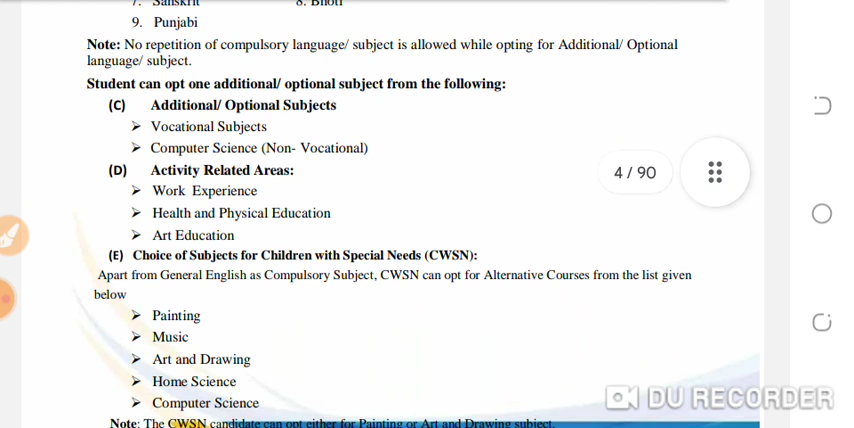 7. Sanskrit 8. Bhoti
9. Punjabi
Note: No repetition of compulsory language/ subject is allowed while opting for Additional/ Optional
language/ subject.
Student can opt one additional/ optional subject from the following:
(C) Additional/ Optional Subjects
➢ Vocational Subjects
➢ Computer Science (Non- Vocational)
4 / 90
(D) Activity Related Areas:
➢ Work Experience
➢ Health and Physical Education
➢ Art Education
(E) Choice of Subjects for Children with Special Needs (CWSN):
Apart from General English as Compulsory Subject, CWSN can opt for Alternative Courses from the list given
below
➢ Painting
➢ Music
➢ Art and Drawing
➢ Home Science
➢ Computer Science
DU RECORDER
Note: The CWSN candidate can opt either for Painting or Art and Drawing subject.